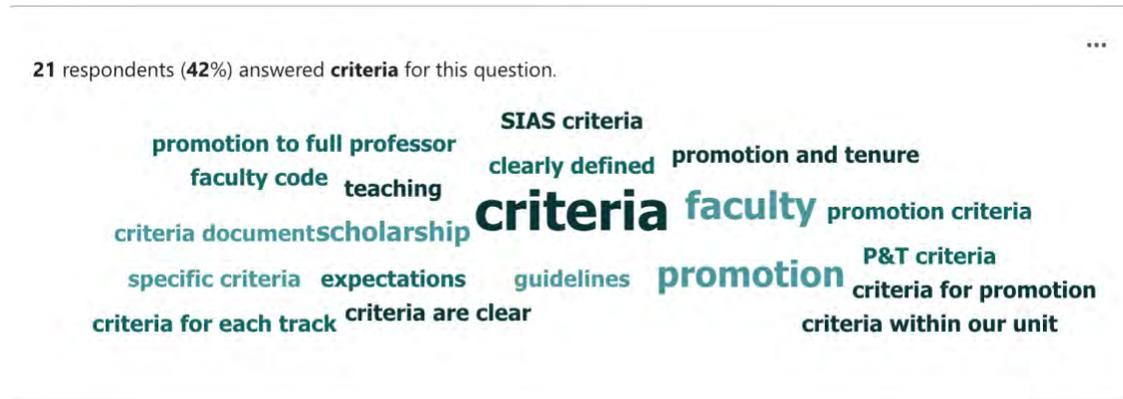 ...
21 respondents (42%) answered criteria for this question.
SIAS criteria
promotion to full professor
clearly defined
promotion and tenure
faculty code
teaching
criteria
faculty
promotion criteria
criteria document
scholarship
P&T criteria
specific criteria
expectations
guidelines
promotion
criteria for promotion
criteria for each track
criteria are clear
criteria within our unit